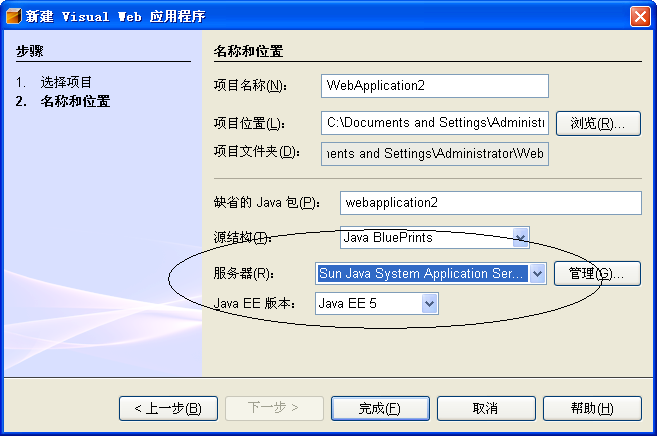 新建 Visual Web 应用程序
步骤
1. 选择项目
2. 名称和位置
名称和位置
项目名称(N): WebApplication2
项目位置(L): C:\Documents and Settings\Administr 浏览(R)...
项目文件夹(D): nents and Settings\Administrator\Web
缺省的 Java 包(P): webapplication2
源结构(T): Java BluePrints
服务器(R): Sun Java System Application Ser... 管理(G)...
Java EE 版本: Java EE 5
< 上一步(B) 下一步 > 完成(F) 取消 帮助(H)